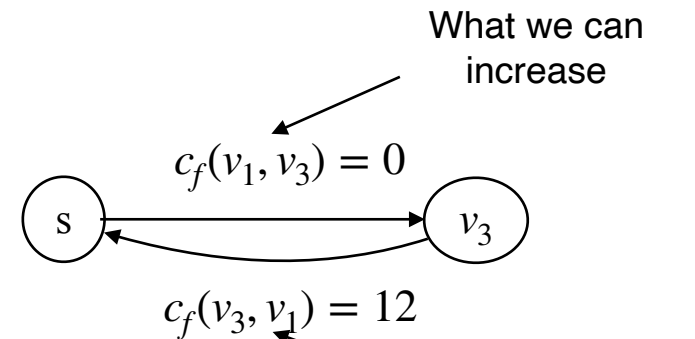 What we can
increase
c_f(v_1, v_3) = 0
s
v_3
c_f(v_3, v_1) = 12